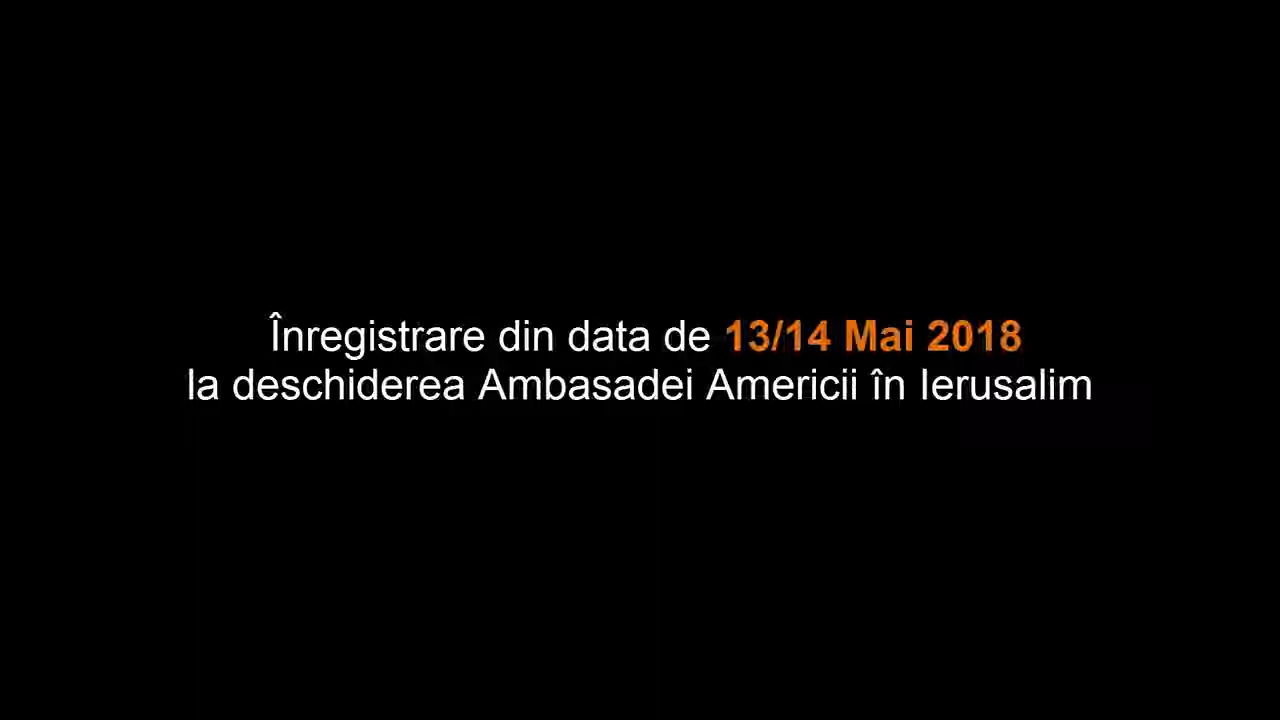 Înregistrare din data de 13/14 Mai 2018
la deschiderea Ambasadei Americii în Ierusalim